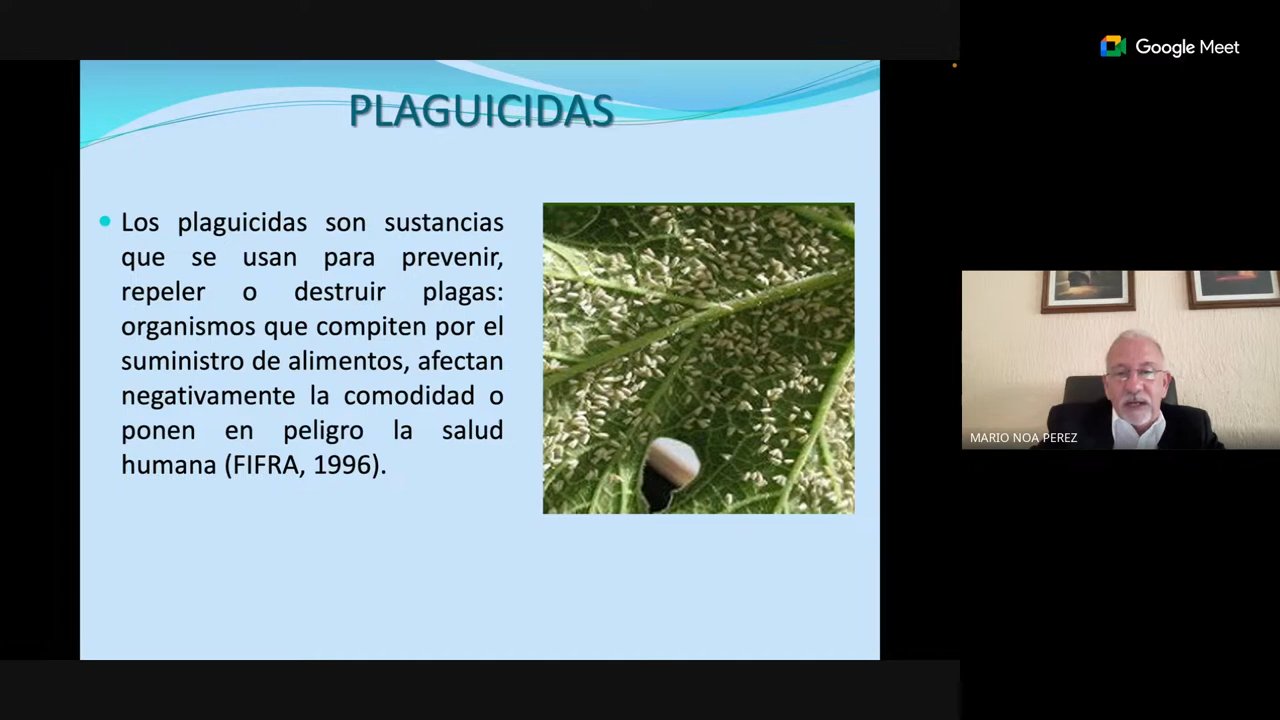 Google Meet
PLAGUICIDAS
Los plaguicidas son sustancias
que se usan para prevenir,
repeler o destruir plagas:
organismos que compiten por el
suministro de alimentos, afectan
negativamente la comodidad o
ponen en peligro la salud
humana (FIFRA, 1996).
MARIO NOA PEREZ